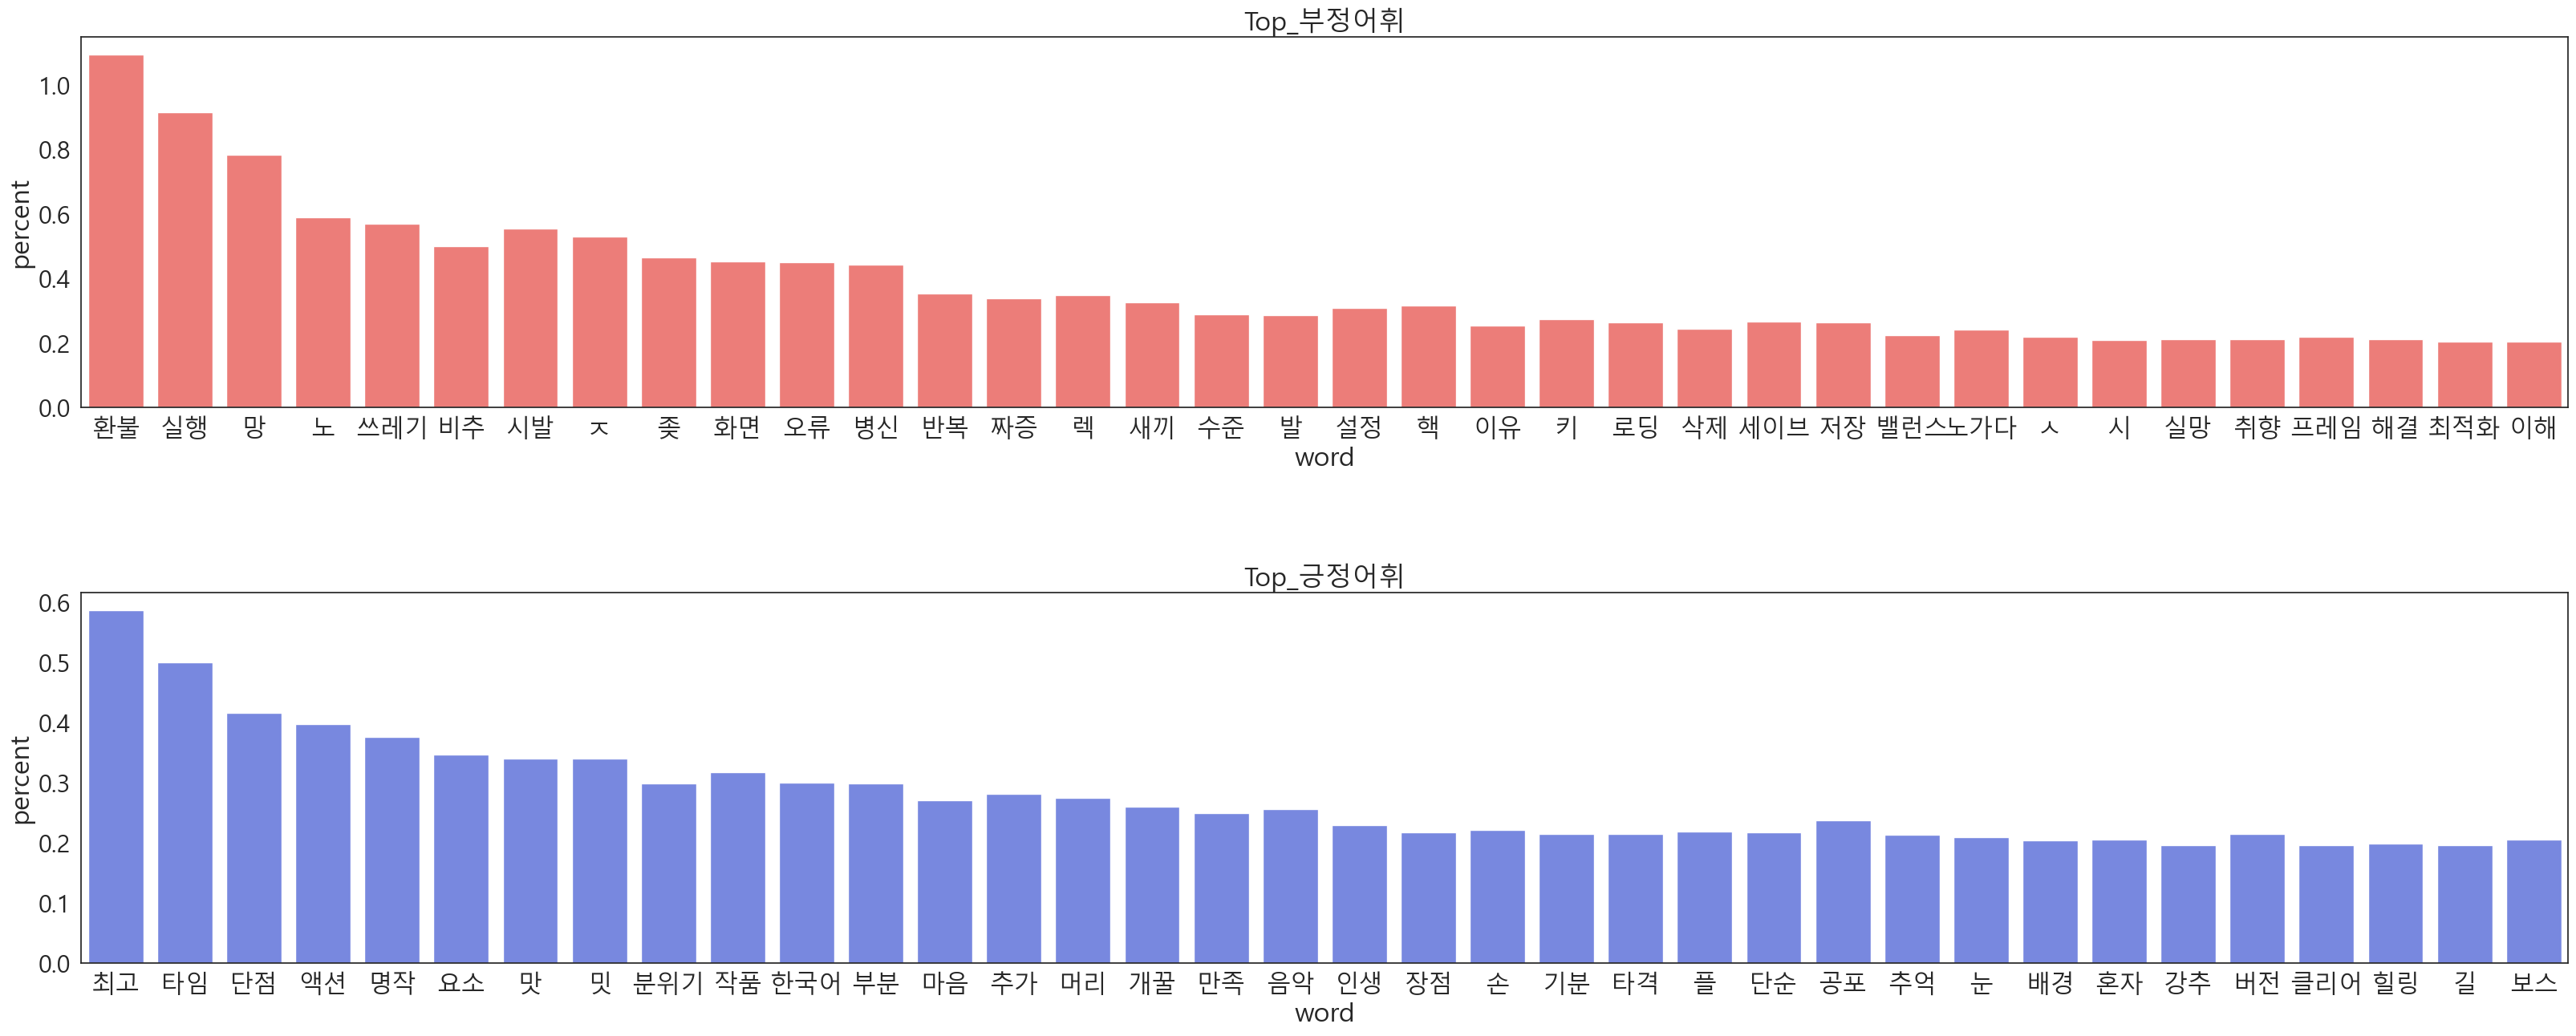 Top_부정어휘
percent
1.0
0.8
0.6
0.4
0.2
0.0
환불 실행 망 노 쓰레기 비추 시발 ㅈ 좆 화면 오류 병신 반복 짜증 렉 새끼 수준 발 설정 핵 이유 키 로딩 삭제 세이브 저장 밸런스 노가다 ㅅ 시 실망 취향 프레임 해결 최적화 이해
word
Top_긍정어휘
percent
0.6
0.5
0.4
0.3
0.2
0.1
0.0
최고 타임 단점 액션 명작 요소 맛 밋 분위기 작품 한국어 부분 마음 추가 머리 개꿀 만족 음악 인생 장점 손 기분 타격 플 단순 공포 추억 눈 배경 혼자 강추 버전 클리어 힐링 길 보스
word